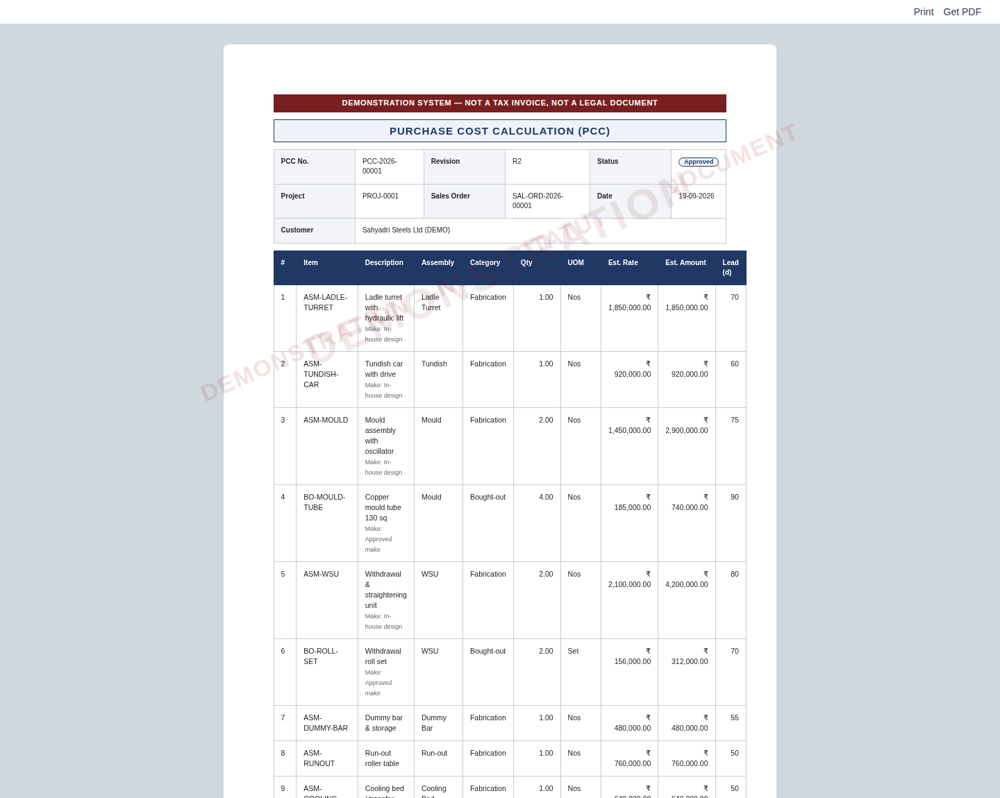 Print Get PDF
DEMONSTRATION SYSTEM — NOT A TAX INVOICE, NOT A LEGAL DOCUMENT
PURCHASE COST CALCULATION (PCC)
PCC No. PCC-2026-00001 Revision R2 Status Approved
Project PROJ-0001 Sales Order SAL-ORD-2026-00001 Date 19-09-2026
Customer Sahyadri Steels Ltd (DEMO)
# Item Description Assembly Category Qty UOM Est. Rate Est. Amount Lead (d)
1 ASM-LADLE-TURRET Ladle turret with hydraulic lift Make: In-house design Ladle Turret Fabrication 1.00 Nos ₹ 1,850,000.00 ₹ 1,850,000.00 70
2 ASM-TUNDISH-CAR Tundish car with drive Make: In-house design Tundish Fabrication 1.00 Nos ₹ 920,000.00 ₹ 920,000.00 60
3 ASM-MOULD Mould assembly with oscillator Make: In-house design Mould Fabrication 2.00 Nos ₹ 1,450,000.00 ₹ 2,900,000.00 75
4 BO-MOULD-TUBE Copper mould tube 130 sq Make: Approved make Mould Bought-out 4.00 Nos ₹ 185,000.00 ₹ 740,000.00 90
5 ASM-WSU Withdrawal & straightening unit Make: In-house design WSU Fabrication 2.00 Nos ₹ 2,100,000.00 ₹ 4,200,000.00 80
6 BO-ROLL-SET Withdrawal roll set Make: Approved make WSU Bought-out 2.00 Set ₹ 156,000.00 ₹ 312,000.00 70
7 ASM-DUMMY-BAR Dummy bar & storage Dummy Bar Fabrication 1.00 Nos ₹ 480,000.00 ₹ 480,000.00 55
8 ASM-RUNOUT Run-out roller table Run-out Fabrication 1.00 Nos ₹ 760,000.00 ₹ 760,000.00 50
9 ASM- Cooling bed Cooling Fabrication 1.00 Nos ₹ ₹ 50
DEMONSTRATION